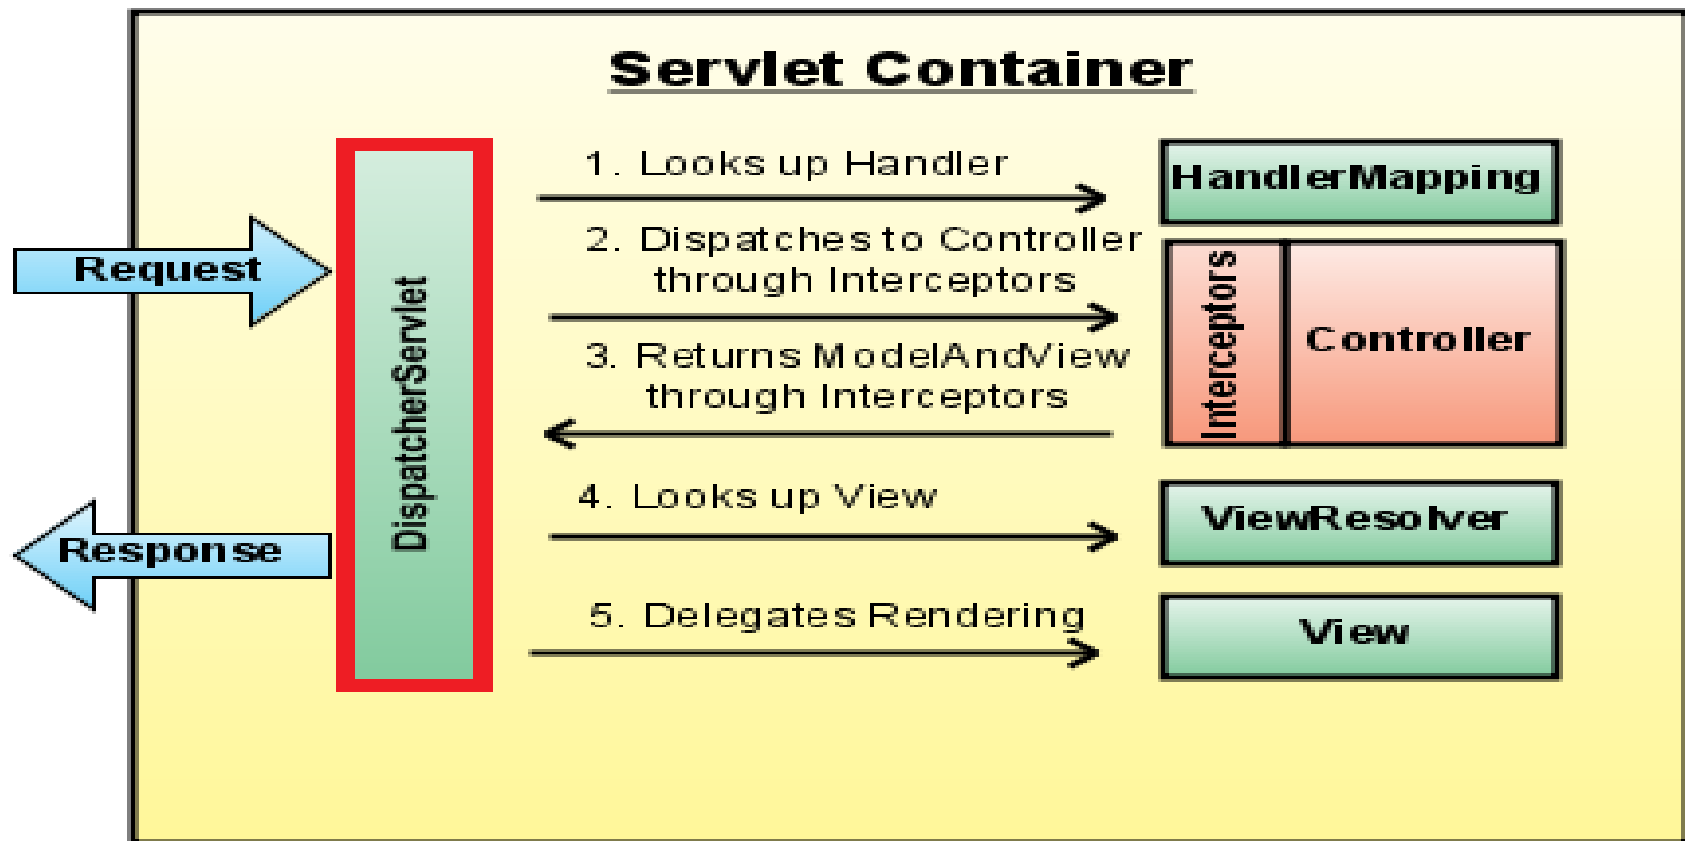 Servlet Container
Request
Response
DispatcherServlet
1. Looks up Handler
2. Dispatches to Controller
through Interceptors
3. Returns ModelAndView
through Interceptors
4. Looks up View
5. Delegates Rendering
HandlerMapping
Interceptors
Controller
ViewResolver
View